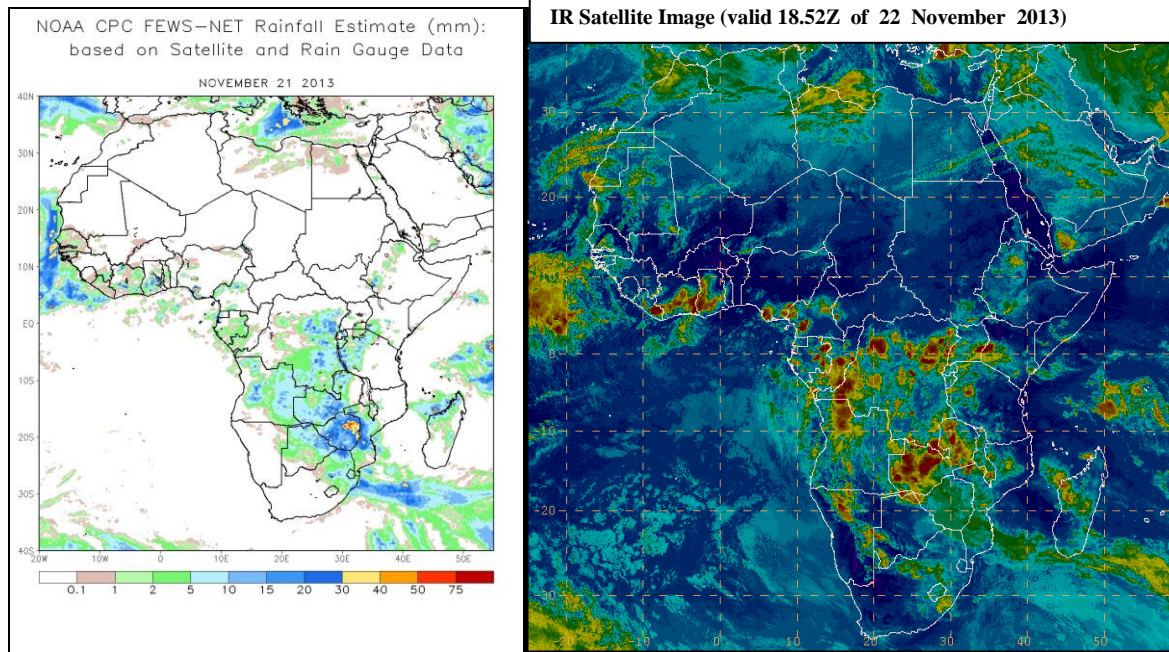 NOAA CPC FEWS-NET Rainfall Estimate (mm):
based on Satellite and Rain Gauge Data
NOVEMBER 21 2013
40N
30N
20N
10N
EQ
10S
20S
30S
40S
20W 10W 0 10E 20E 30E 40E 50E
0.1 1 2 5 10 15 20 30 40 50 75
IR Satellite Image (valid 18.52Z of 22 November 2013)
30
20
10
0
-10
-20
-30
-20 -10 0 10 20 30 40 50